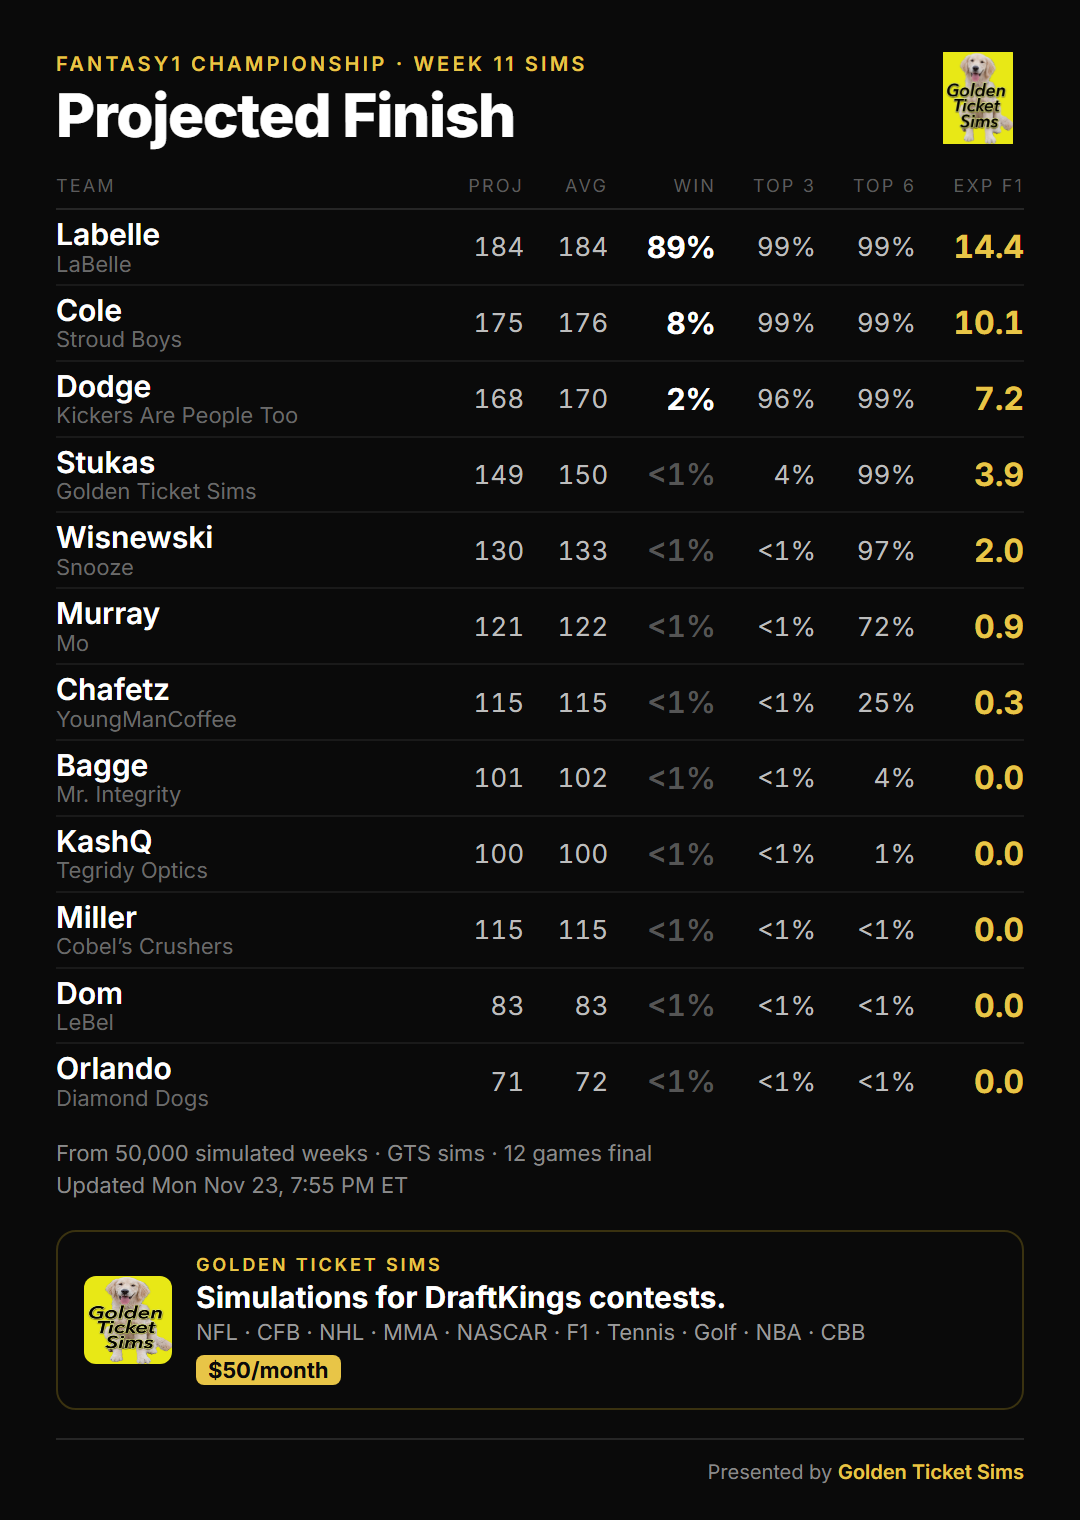 FANTASY1 CHAMPIONSHIP · WEEK 11 SIMS
Projected Finish
Golden
Ticket
Sims
TEAM PROJ AVG WIN TOP 3 TOP 6 EXP F1
Labelle
LaBelle
184 184 89% 99% 99% 14.4
Cole
Stroud Boys
175 176 8% 99% 99% 10.1
Dodge
Kickers Are People Too
168 170 2% 96% 99% 7.2
Stukas
Golden Ticket Sims
149 150 <1% 4% 99% 3.9
Wisnewski
Snooze
130 133 <1% <1% 97% 2.0
Murray
Mo
121 122 <1% <1% 72% 0.9
Chafetz
YoungManCoffee
115 115 <1% <1% 25% 0.3
Bagge
Mr. Integrity
101 102 <1% <1% 4% 0.0
KashQ
Tegridy Optics
100 100 <1% <1% 1% 0.0
Miller
Cobel’s Crushers
115 115 <1% <1% <1% 0.0
Dom
LeBel
83 83 <1% <1% <1% 0.0
Orlando
Diamond Dogs
71 72 <1% <1% <1% 0.0
From 50,000 simulated weeks · GTS sims · 12 games final
Updated Mon Nov 23, 7:55 PM ET
Golden
Ticket
Sims
GOLDEN TICKET SIMS
Simulations for DraftKings contests.
NFL · CFB · NHL · MMA · NASCAR · F1 · Tennis · Golf · NBA · CBB
$50/month
Presented by Golden Ticket Sims